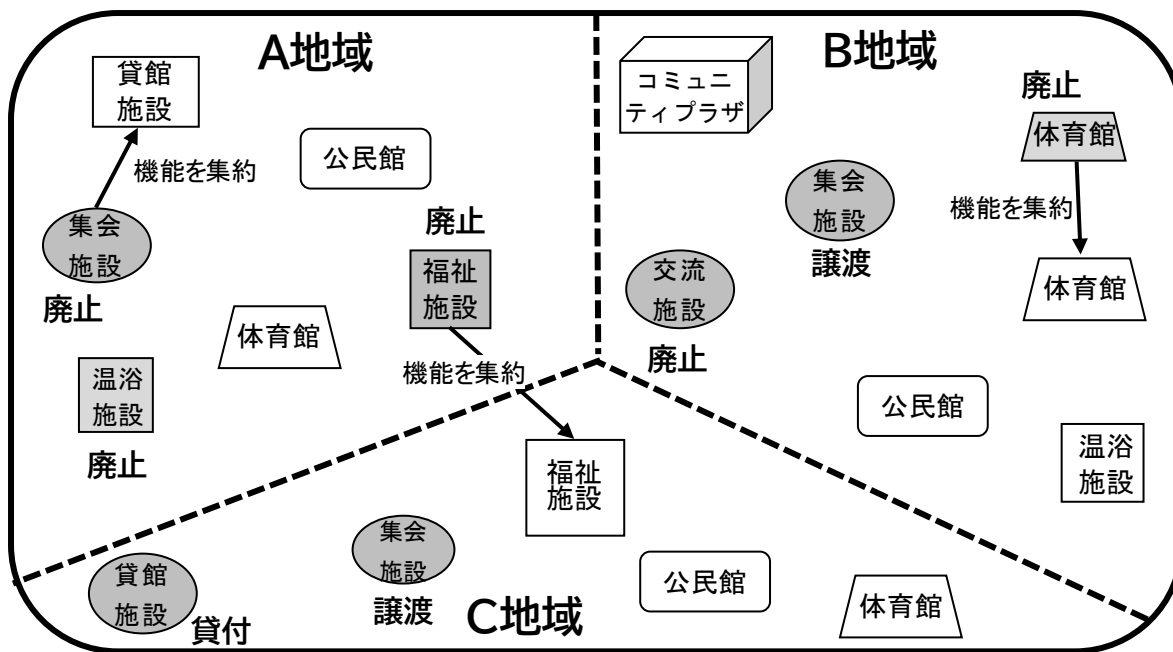 A地域
貸館
施設
機能を集約
公民館
集会
施設
廃止
廃止
福祉
施設
機能を集約
体育館
温浴
施設
廃止
B地域
コミュニ
ティプラザ
廃止
体育館
機能を集約
体育館
集会
施設
譲渡
交流
施設
廃止
公民館
温浴
施設
福祉
施設
集会
施設
譲渡
貸館
施設
貸付
C地域
公民館
体育館